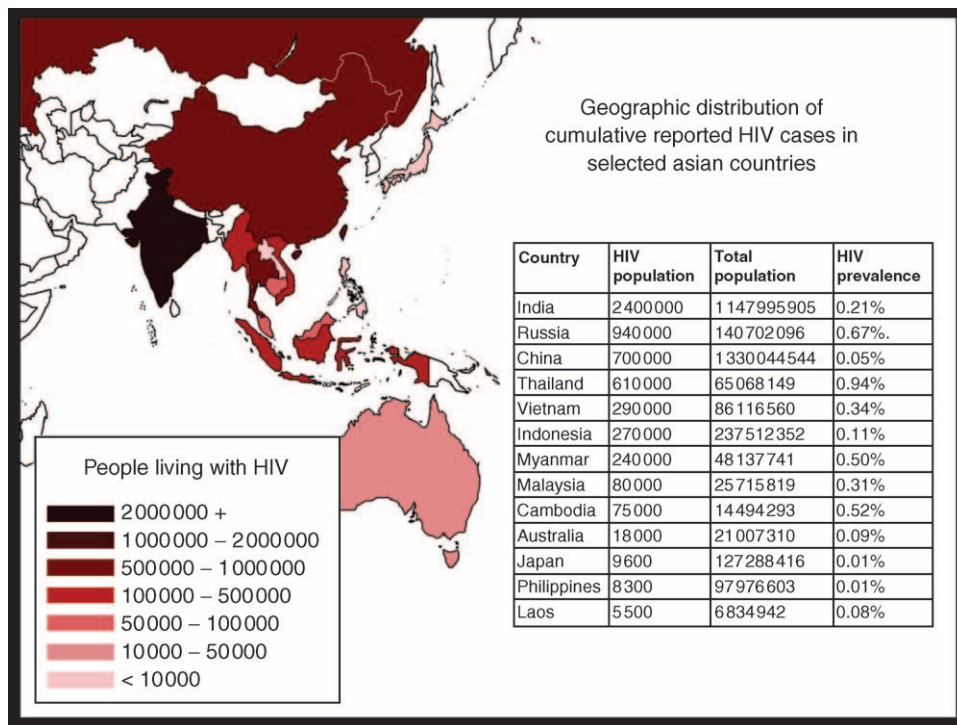 Geographic distribution of
cumulative reported HIV cases in
selected asian countries
Country HIV population Total population HIV prevalence
India 2400000 1147995905 0.21%
Russia 940000 140702096 0.67%.
China 700000 1330044544 0.05%
Thailand 610000 65068149 0.94%
Vietnam 290000 86116560 0.34%
Indonesia 270000 237512352 0.11%
Myanmar 240000 48137741 0.50%
Malaysia 80000 25715819 0.31%
Cambodia 75000 14494293 0.52%
Australia 18000 21007310 0.09%
Japan 9600 127288416 0.01%
Philippines 8300 97976603 0.01%
Laos 5500 6834942 0.08%
People living with HIV
2000000 +
1000000 – 2000000
500000 – 1000000
100000 – 500000
50000 – 100000
10000 – 50000
< 10000